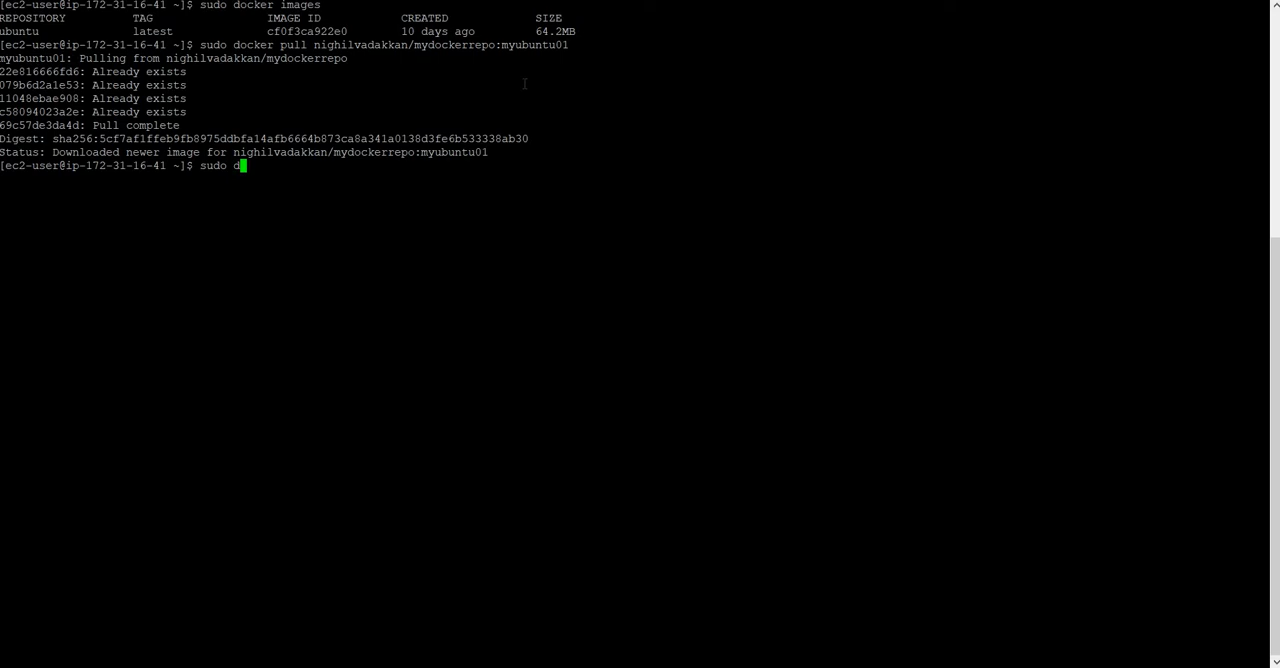 [ec2-user@ip-172-31-16-41 ~]$ sudo docker images
REPOSITORY TAG IMAGE ID CREATED SIZE
ubuntu latest cf0f3ca922e0 10 days ago 64.2MB
[ec2-user@ip-172-31-16-41 ~]$ sudo docker pull nighilvadakkan/mydockerrepo:myubuntu01
myubuntu01: Pulling from nighilvadakkan/mydockerrepo
22e816666fd6: Already exists
079b6d2a1e53: Already exists
11048ebae908: Already exists
c58094023a2e: Already exists
69c57de3da4d: Pull complete
Digest: sha256:5cf7af1ffeb9fb8975ddbfa14afb6664b873ca8a341a0138d3fe6b533338ab30
Status: Downloaded newer image for nighilvadakkan/mydockerrepo:myubuntu01
[ec2-user@ip-172-31-16-41 ~]$ sudo d